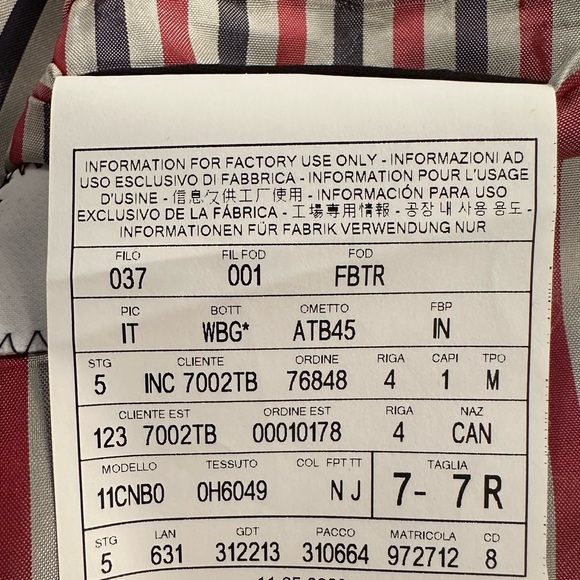 INFORMATION FOR FACTORY USE ONLY - INFORMAZIONI AD
USO ESCLUSIVO DI FABBRICA - INFORMATION POUR L'USAGE
D'USINE - 信息欠供工厂使用 - INFORMACIÓN PARA USO
EXCLUSIVO DE LA FÁBRICA - 工場専用情報 - 공장 내 사용 용도 -
INFORMATIONEN FÜR FABRIK VERWENDUNG NUR
FILO FIL FOD FOD
037 001 FBTR
PIC BOTT OMETTO FBP
IT WBG* ATB45 IN
STG CLIENTE ORDINE RIGA CAPI TPO
5 INC 7002TB 76848 4 1 M
CLIENTE EST ORDINE EST RIGA NAZ
123 7002TB 00010178 4 CAN
MODELLO TESSUTO COL FPT TT TAGLIA
11CNB0 0H6049 N J 7- 7 R
STG LAN GDT PACCO MATRICOLA CD
5 631 312213 310664 972712 8